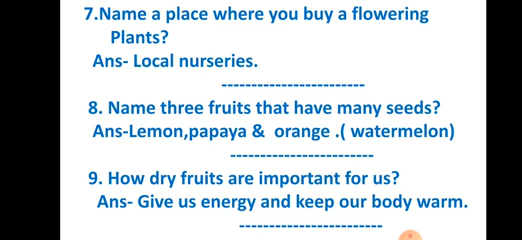 7.Name a place where you buy a flowering
Plants?
Ans- Local nurseries.
------------------------
8. Name three fruits that have many seeds?
Ans-Lemon,papaya & orange .( watermelon)
------------------------
9. How dry fruits are important for us?
Ans- Give us energy and keep our body warm.
------------------------